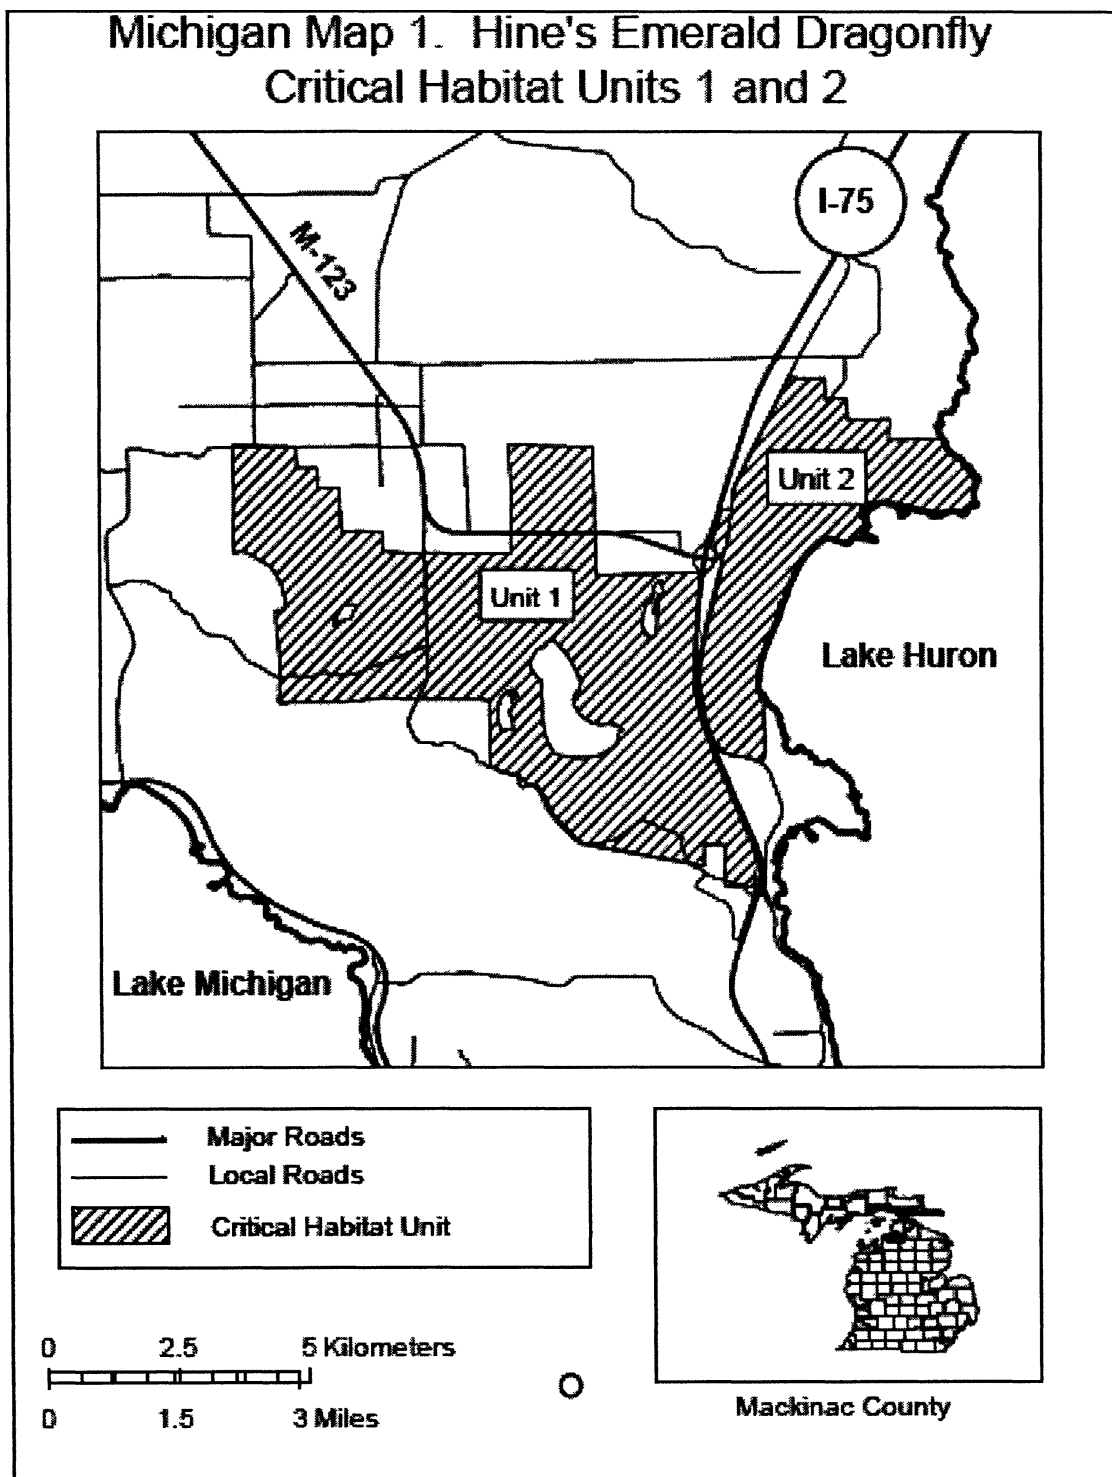 Michigan Map 1. Hine's Emerald Dragonfly
Critical Habitat Units 1 and 2
I-75
M-123
Unit 2
Unit 1
Lake Huron
Lake Michigan
Major Roads
Local Roads
Critical Habitat Unit
0 2.5 5 Kilometers
0 1.5 3 Miles
Mackinac County